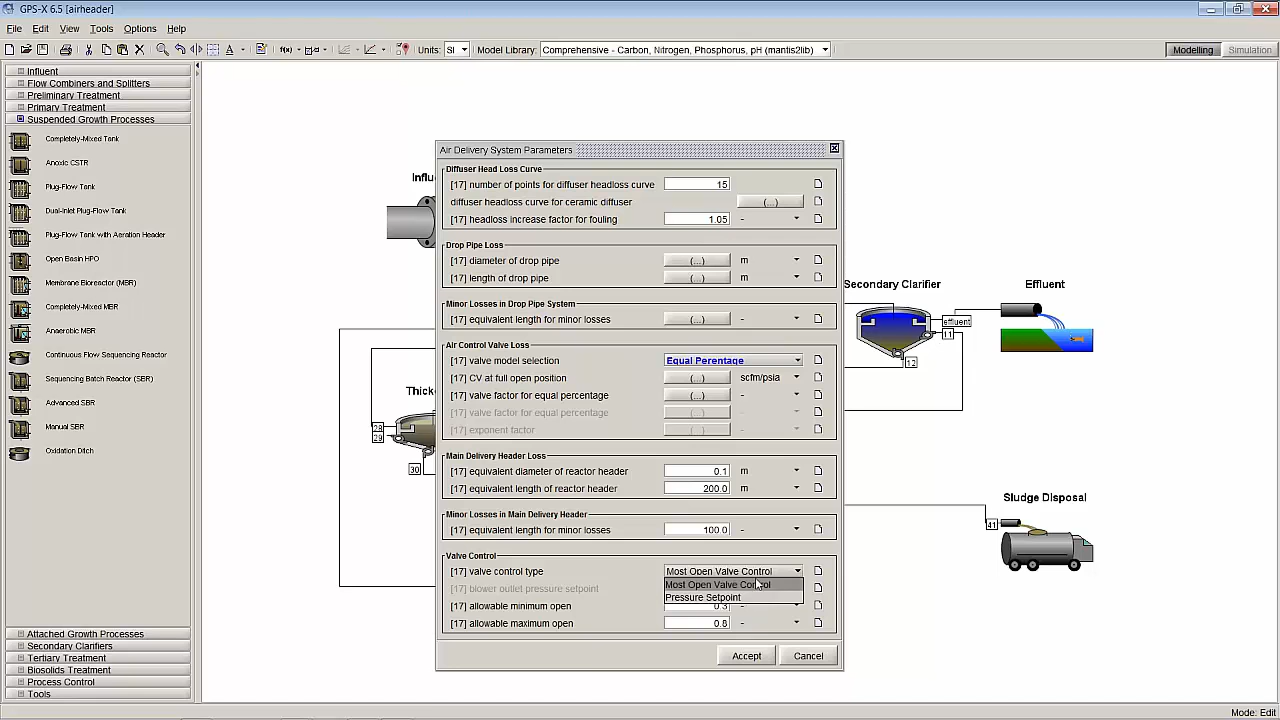 GPS-X 6.5 [airheader]
File Edit View Tools Options Help
Units: SI Model Library: Comprehensive - Carbon, Nitrogen, Phosphorus, pH (mantis2lib) Modelling Simulation
Influent
Flow Combiners and Splitters
Preliminary Treatment
Primary Treatment
Suspended Growth Processes
Completely-Mixed Tank
Anoxic CSTR
Plug-Flow Tank
Dual-Inlet Plug-Flow Tank
Plug-Flow Tank with Aeration Header
Open Basin HPO
Membrane Bioreactor (MBR)
Completely-Mixed MBR
Anaerobic MBR
Continuous Flow Sequencing Reactor
Sequencing Batch Reactor (SBR)
Advanced SBR
Manual SBR
Oxidation Ditch
Attached Growth Processes
Secondary Clarifiers
Tertiary Treatment
Biosolids Treatment
Process Control
Tools
Influ
Thick
28
29
30
Air Delivery System Parameters
Diffuser Head Loss Curve
[17] number of points for diffuser headloss curve 15
diffuser headloss curve for ceramic diffuser (...)
[17] headloss increase factor for fouling 1.05 -
Drop Pipe Loss
[17] diameter of drop pipe (...) m
[17] length of drop pipe (...) m
Minor Losses in Drop Pipe System
[17] equivalent length for minor losses (...) -
Air Control Valve Loss
[17] valve model selection Equal Perentage
[17] CV at full open position (...) scfm/psia
[17] valve factor for equal percentage (...) -
[17] valve factor for equal percentage (...) -
[17] exponent factor (...) -
Main Delivery Header Loss
[17] equivalent diameter of reactor header 0.1 m
[17] equivalent length of reactor header 200.0 m
Minor Losses in Main Delivery Header
[17] equivalent length for minor losses 100.0 -
Valve Control
[17] valve control type Most Open Valve Control
Most Open Valve Control
[17] blower outlet pressure setpoint
Pressure Setpoint
[17] allowable minimum open 0.3 -
[17] allowable maximum open 0.8 -
Accept Cancel
Secondary Clarifier
effluent
11
12
Effluent
Sludge Disposal
41
Mode: Edit